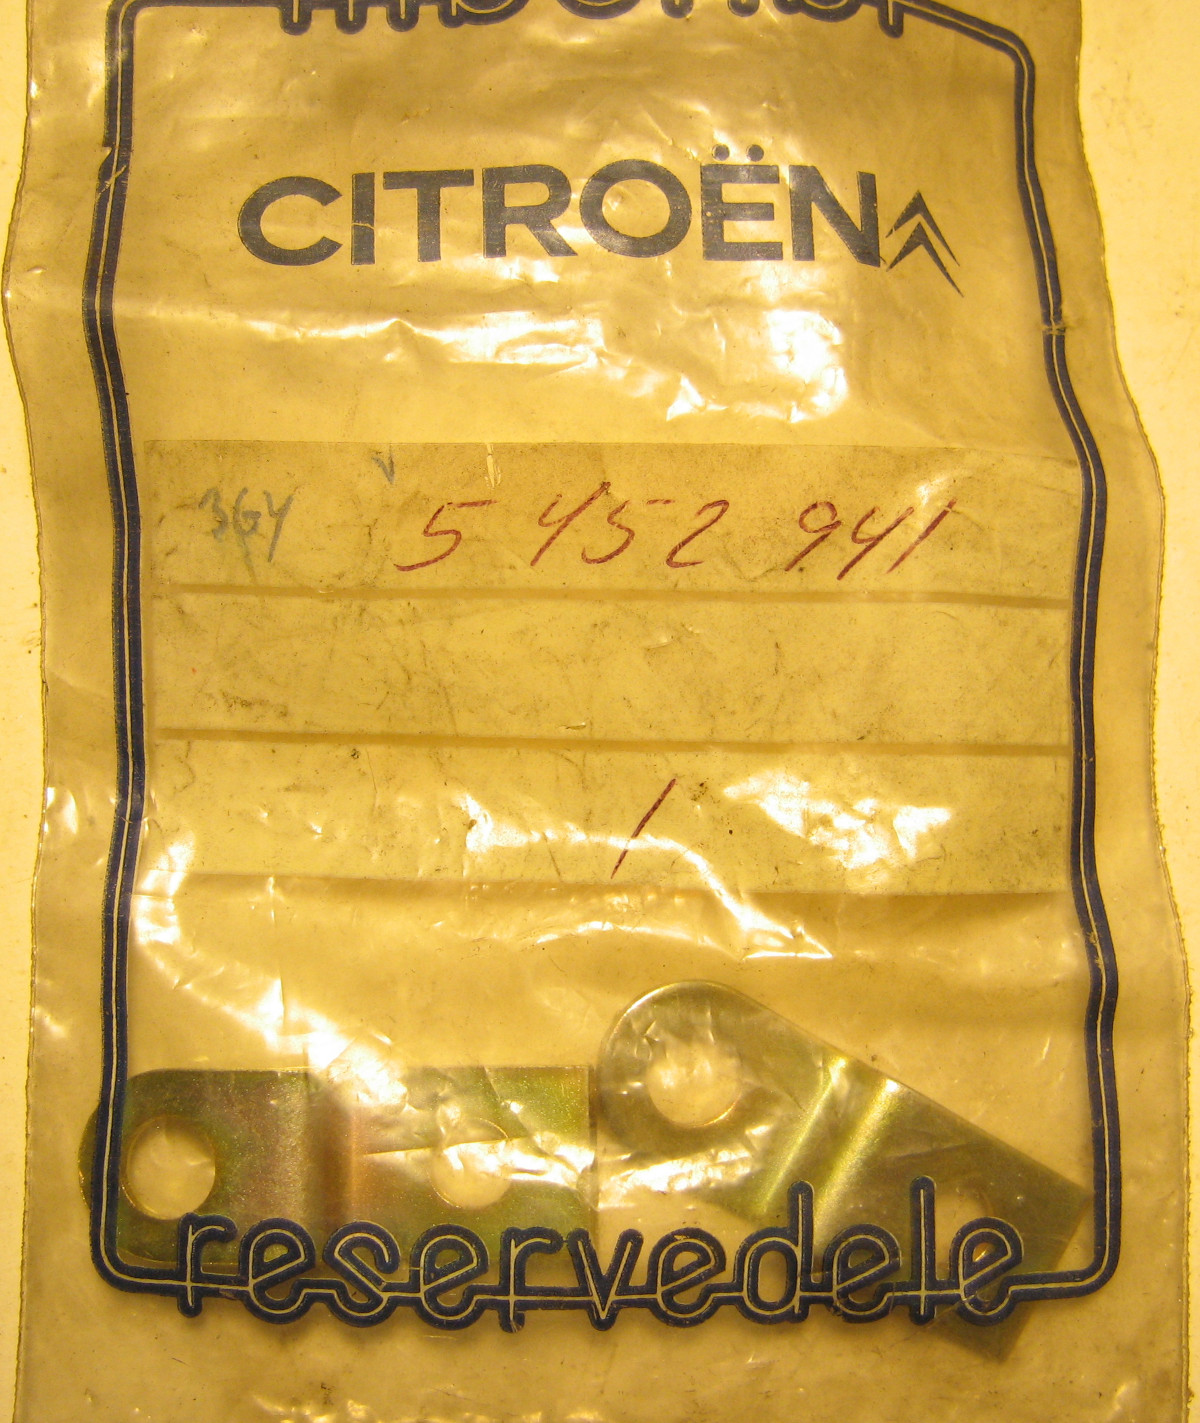 CITROËN
3GY 5 452 941
1
reservedele